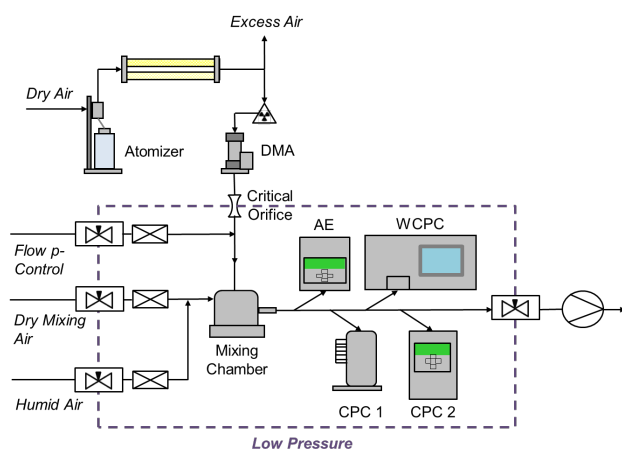 Excess Air
Dry Air
Atomizer
DMA
Critical
Orifice
AE
WCPC
Flow p-
Control
Dry Mixing
Air
Mixing
Chamber
Humid Air
CPC 1
CPC 2
Low Pressure